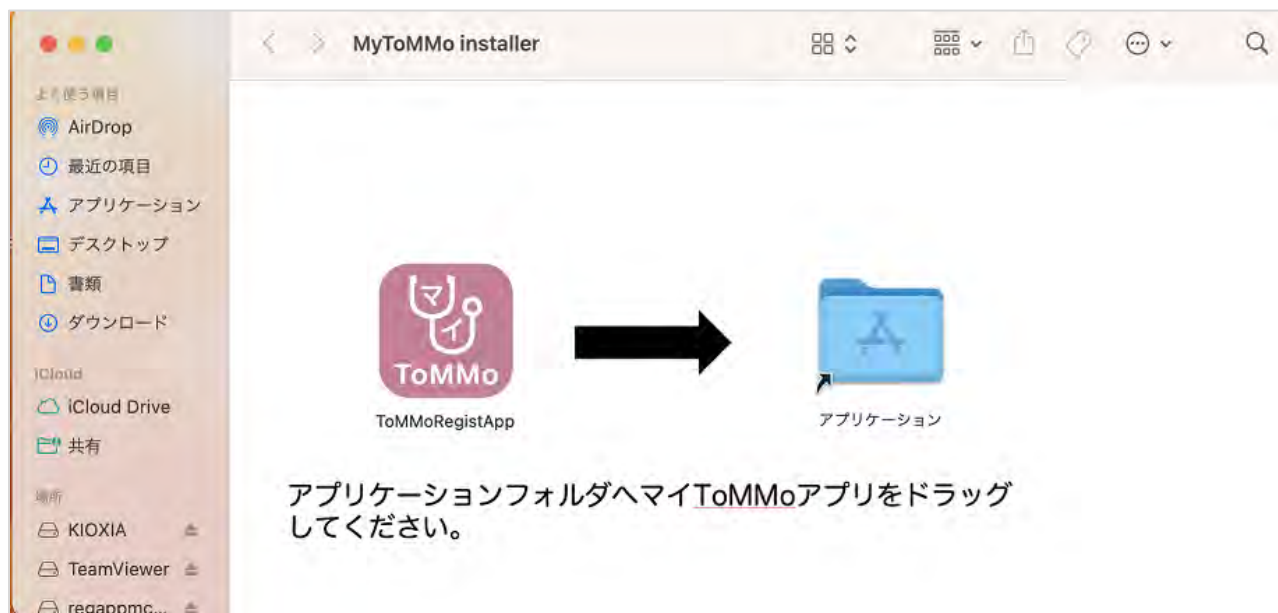 MyToMMo installer
よく使う項目
AirDrop
最近の項目
アプリケーション
デスクトップ
書類
ダウンロード
iCloud
iCloud Drive
共有
場所
KIOXIA
TeamViewer
regappmc...
マイ
ToMMo
ToMMoRegistApp
アプリケーション
アプリケーションフォルダへマイToMMoアプリをドラッグ
してください。